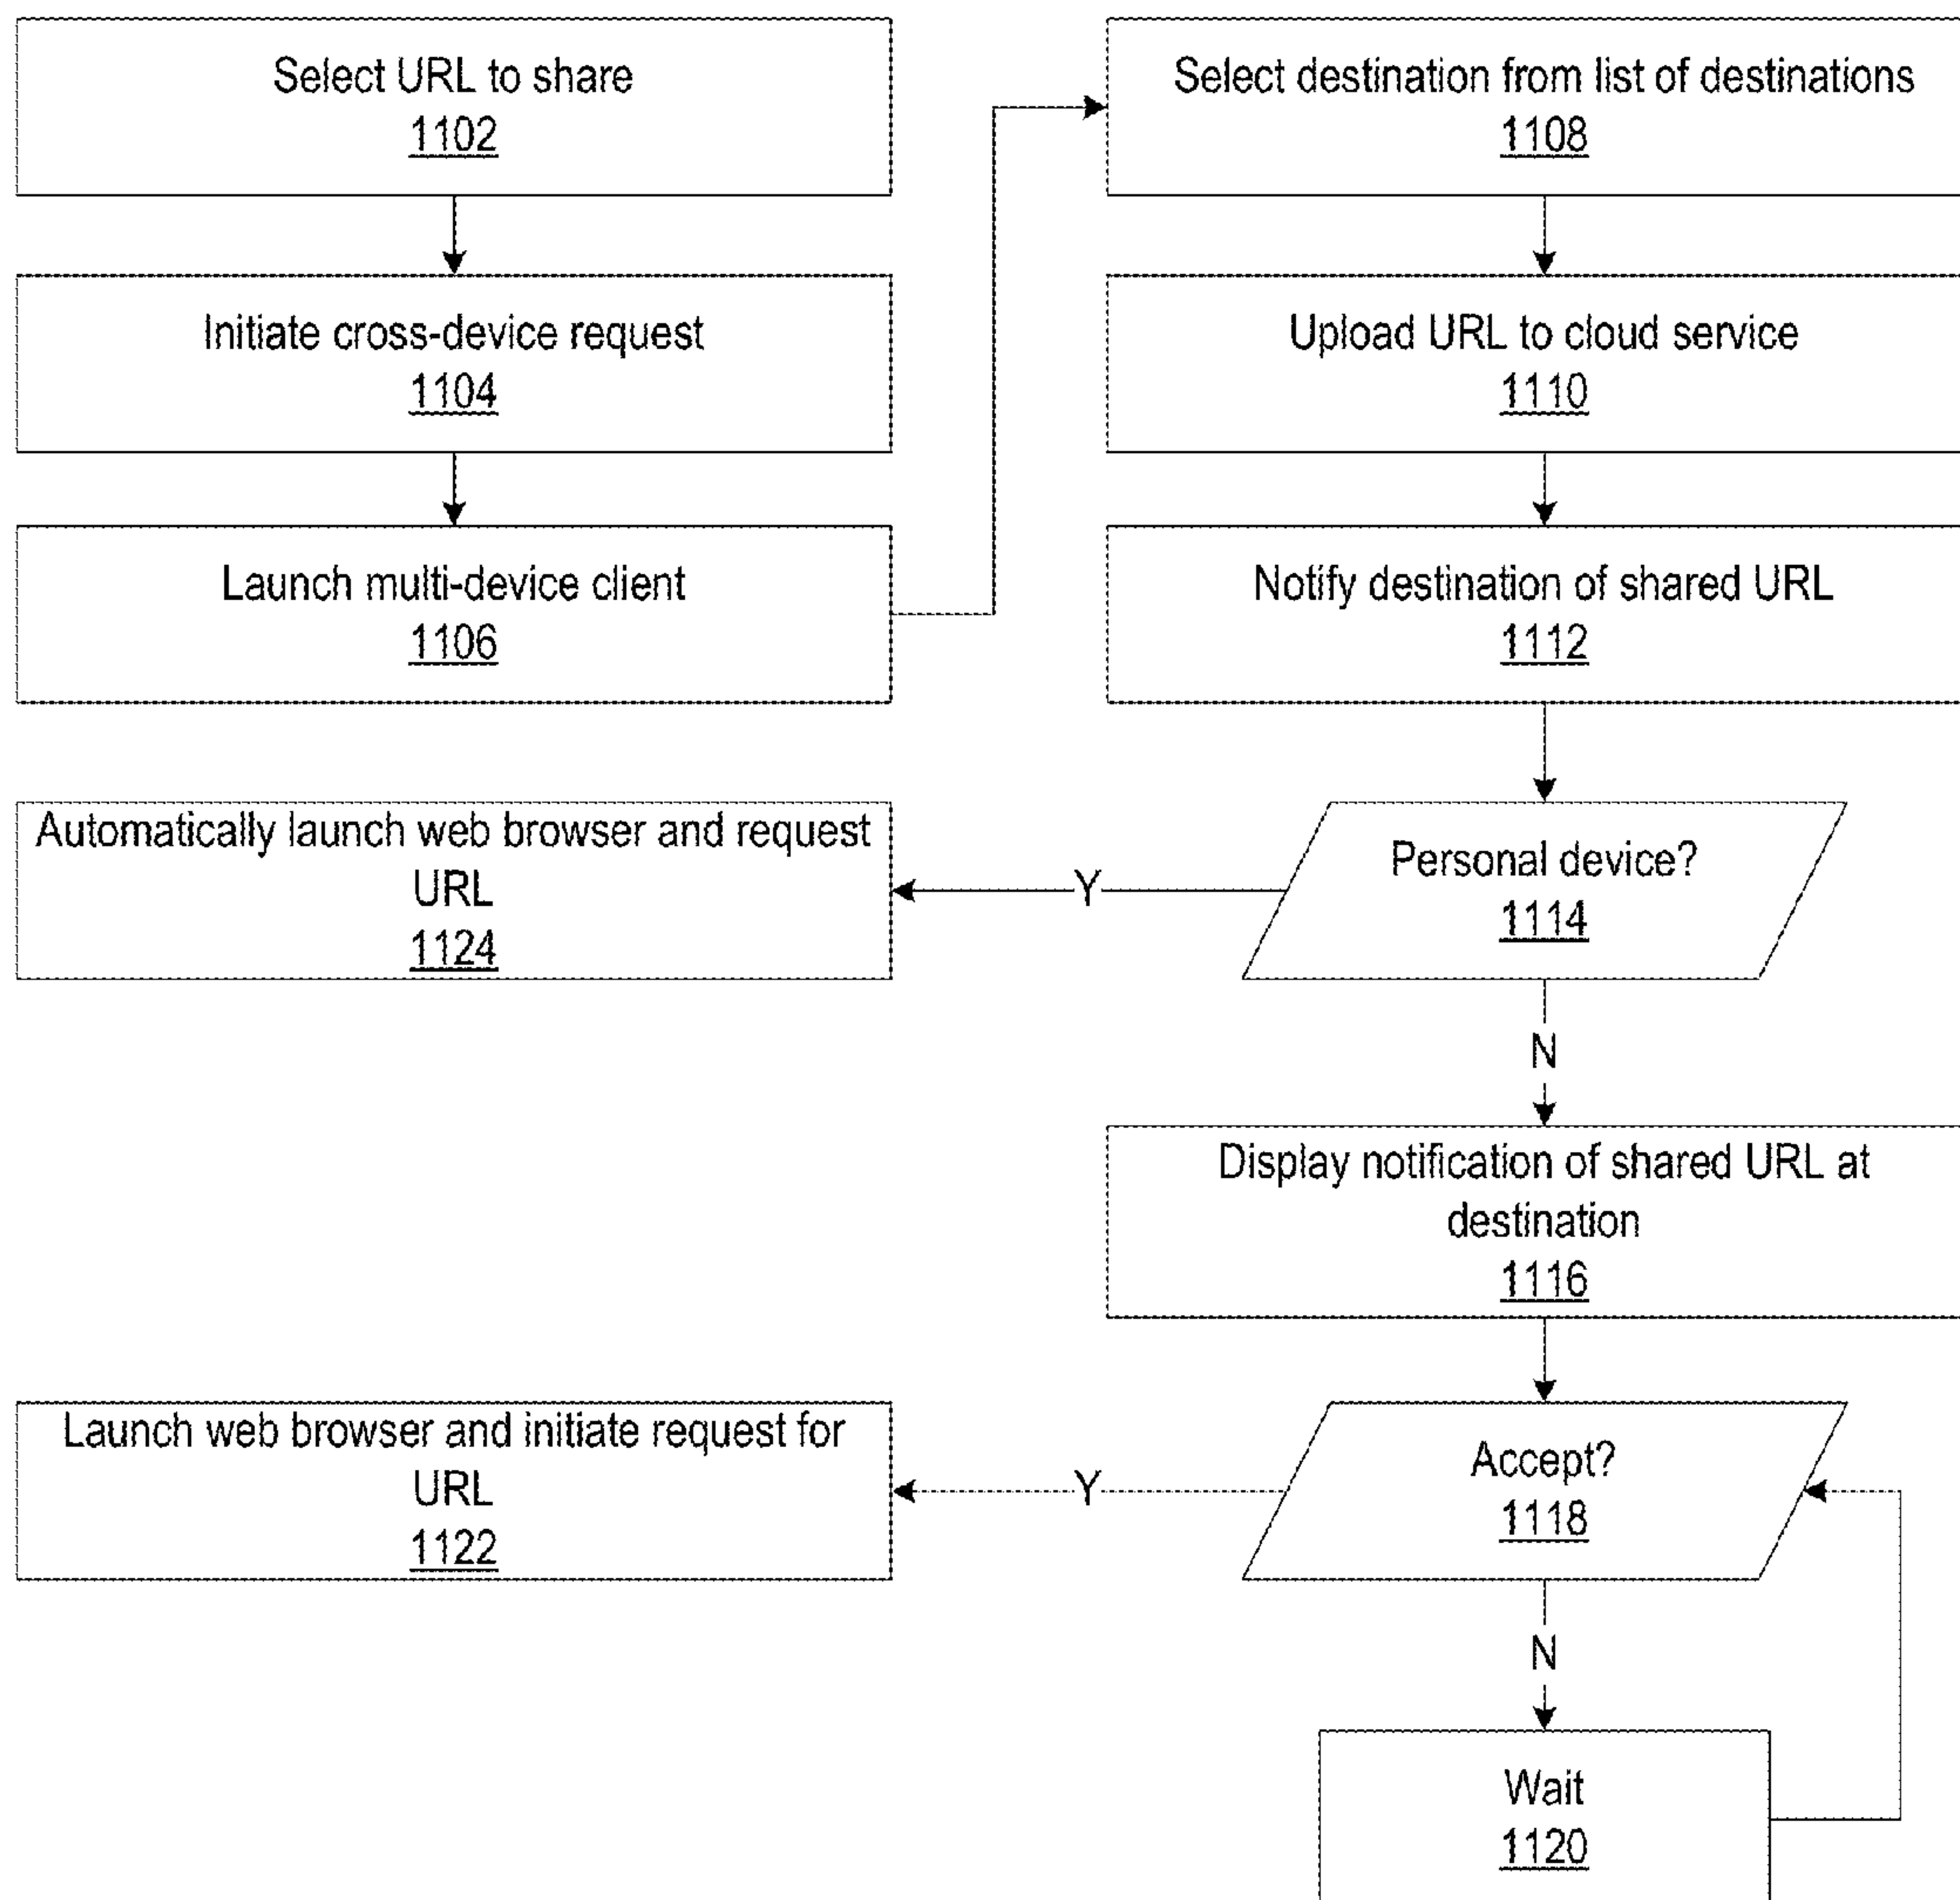 Select URL to share
1102
Initiate cross-device request
1104
Launch multi-device client
1106
Select destination from list of destinations
1108
Upload URL to cloud service
1110
Notify destination of shared URL
1112
Personal device?
1114
Y
Automatically launch web browser and request
URL
1124
N
Display notification of shared URL at
destination
1116
Accept?
1118
Y
Launch web browser and initiate request for
URL
1122
N
Wait
1120